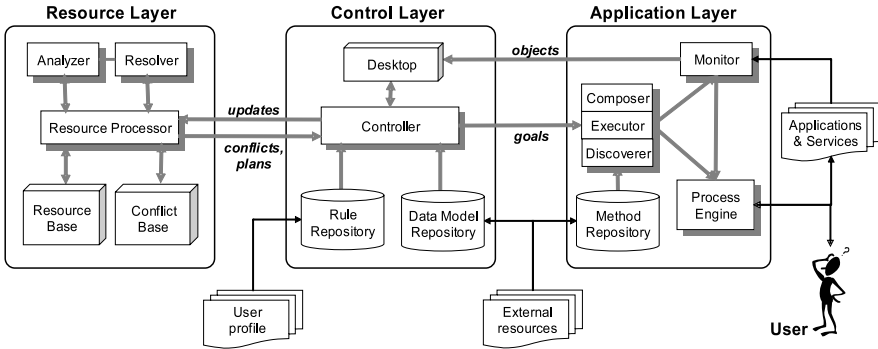 Resource Layer
Control Layer
Application Layer
Analyzer
Resolver
Resource Processor
Resource
Base
Conflict
Base
updates
conflicts,
plans
Desktop
Controller
Rule
Repository
Data Model
Repository
objects
goals
Monitor
Composer
Executor
Discoverer
Method
Repository
Process
Engine
Applications
& Services
User
profile
External
resources
?
User